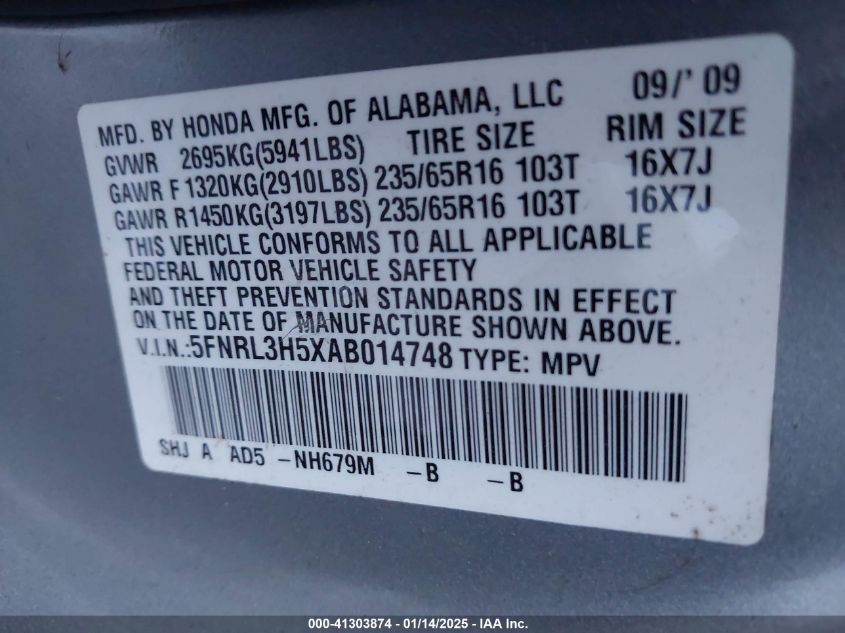 09/' 09
MFD. BY HONDA MFG. OF ALABAMA, LLC
GVWR 2695KG(5941LBS) TIRE SIZE RIM SIZE
GAWR F 1320KG(2910LBS) 235/65R16 103T 16X7J
GAWR R1450KG(3197LBS) 235/65R16 103T 16X7J
THIS VEHICLE CONFORMS TO ALL APPLICABLE
FEDERAL MOTOR VEHICLE SAFETY
AND THEFT PREVENTION STANDARDS IN EFFECT
ON THE DATE OF MANUFACTURE SHOWN ABOVE.
V.I.N.:5FNRL3H5XAB014748 TYPE: MPV
SHJ A AD5 -NH679M -B -B
000-41303874 - 01/14/2025 - IAA Inc.